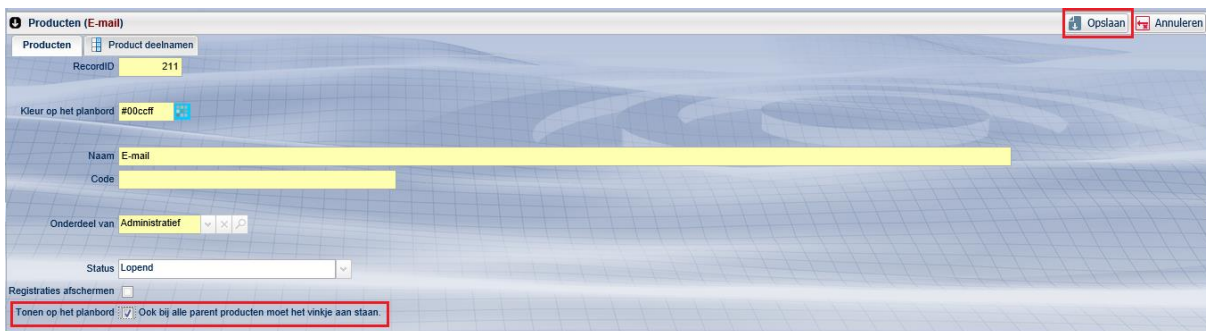 Producten (E-mail)
Opslaan
Annuleren
Producten
Product deelnamen
RecordID 211
Kleur op het planbord #00ccff
Naam E-mail
Code
Onderdeel van Administratief
Status Lopend
Registraties afschermen
Tonen op het planbord Ook bij alle parent producten moet het vinkje aan staan.